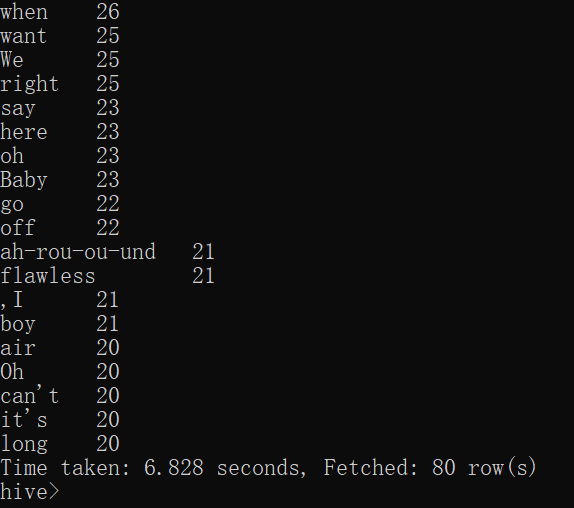 when 26
want 25
We 25
right 25
say 23
here 23
oh 23
Baby 23
go 22
off 22
ah-rou-ou-und 21
flawless 21
,I 21
boy 21
air 20
Oh 20
can't 20
it's 20
long 20
Time taken: 6.828 seconds, Fetched: 80 row(s)
hive>